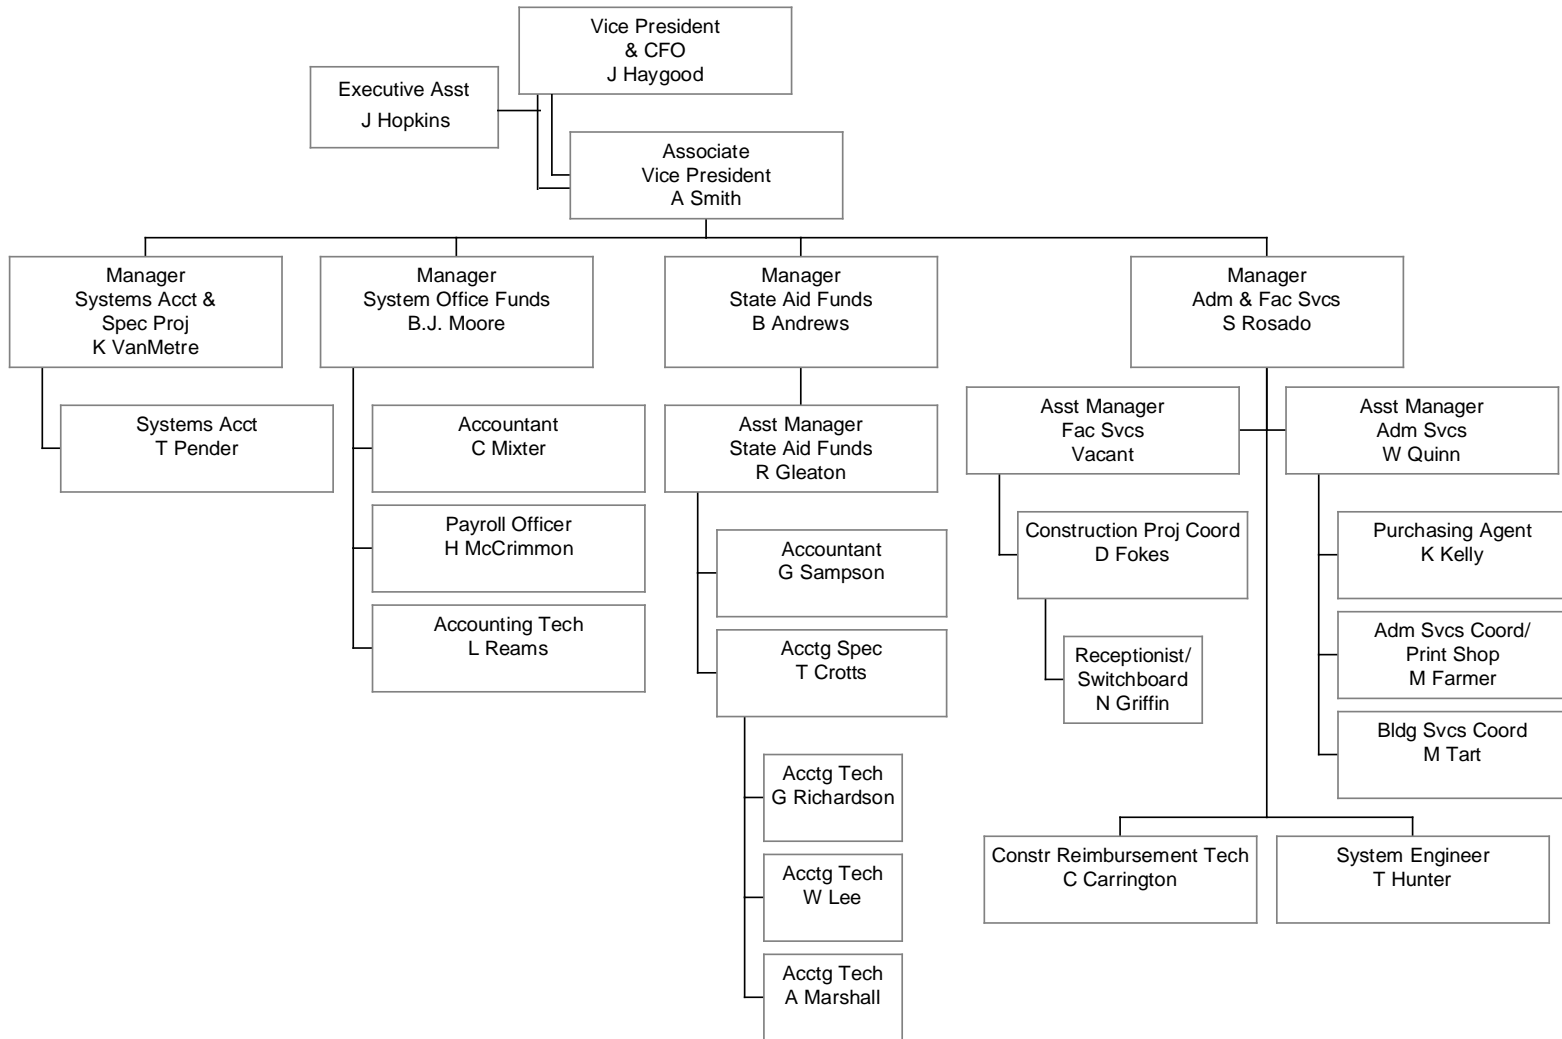 Vice President
& CFO
J Haygood
Executive Asst
J Hopkins
Associate
Vice President
A Smith
Manager
Systems Acct &
Spec Proj
K VanMetre
Manager
System Office Funds
B.J. Moore
Manager
State Aid Funds
B Andrews
Manager
Adm & Fac Svcs
S Rosado
Systems Acct
T Pender
Accountant
C Mixter
Payroll Officer
H McCrimmon
Accounting Tech
L Reams
Asst Manager
State Aid Funds
R Gleaton
Accountant
G Sampson
Acctg Spec
T Crotts
Acctg Tech
G Richardson
Acctg Tech
W Lee
Acctg Tech
A Marshall
Asst Manager
Fac Svcs
Vacant
Construction Proj Coord
D Fokes
Receptionist/
Switchboard
N Griffin
Asst Manager
Adm Svcs
W Quinn
Purchasing Agent
K Kelly
Adm Svcs Coord/
Print Shop
M Farmer
Bldg Svcs Coord
M Tart
Constr Reimbursement Tech
C Carrington
System Engineer
T Hunter